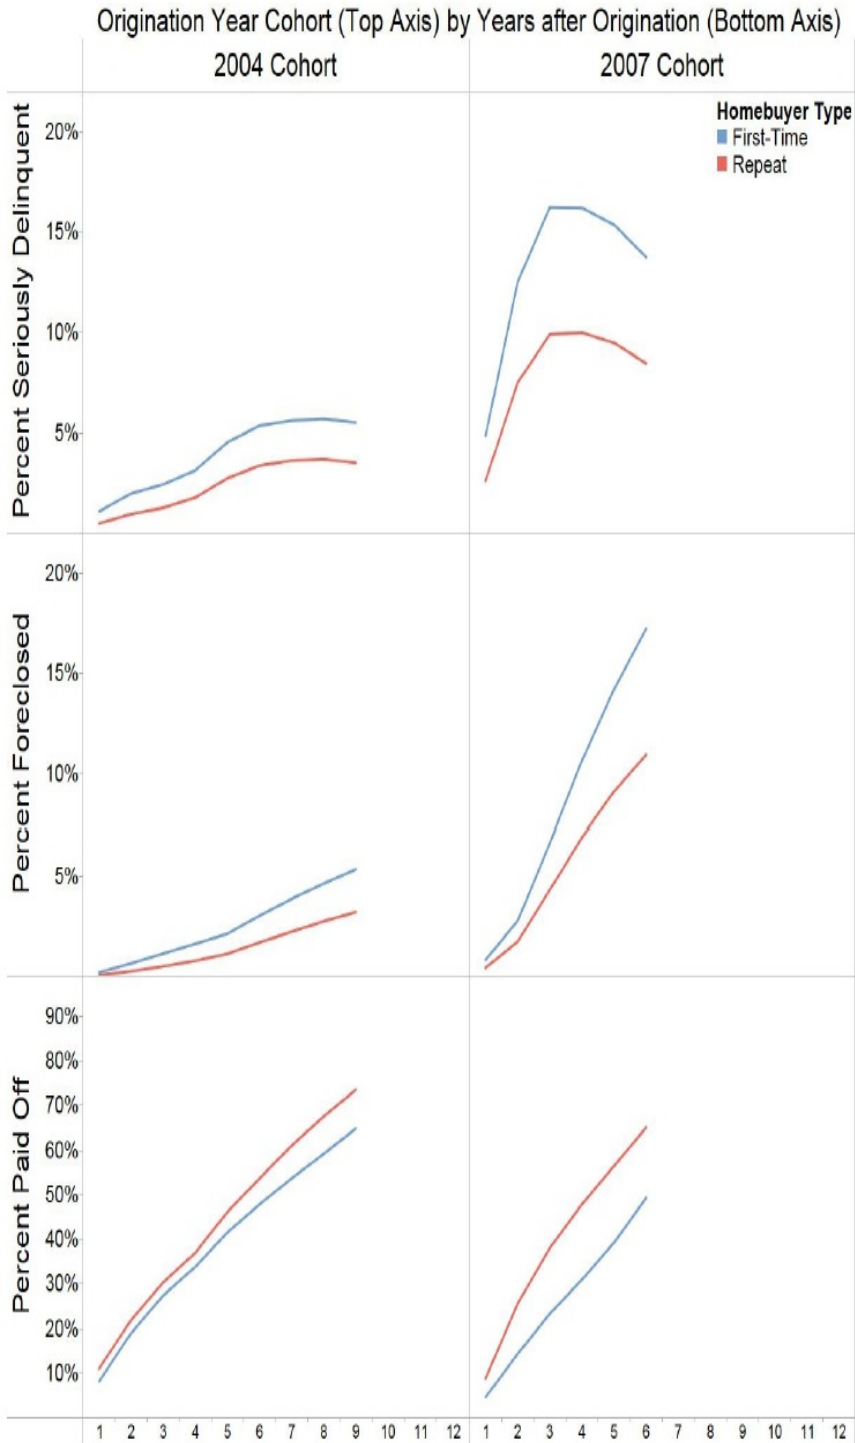 Origination Year Cohort (Top Axis) by Years after Origination (Bottom Axis)
2004 Cohort
2007 Cohort
Homebuyer Type
First-Time
Repeat
Percent Seriously Delinquent
20%
15%
10%
5%
Percent Foreclosed
20%
15%
10%
5%
Percent Paid Off
90%
80%
70%
60%
50%
40%
30%
20%
10%
1 2 3 4 5 6 7 8 9 10 11 12
1 2 3 4 5 6 7 8 9 10 11 12